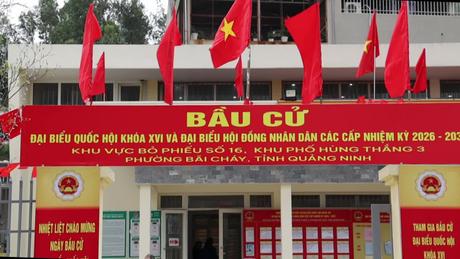 BẦU CỬ
ĐẠI BIỂU QUỐC HỘI KHÓA XVI VÀ ĐẠI BIỂU HỘI ĐỒNG NHÂN DÂN CÁC CẤP NHIỆM KỲ 2026 - 203
KHU VỰC BỎ PHIẾU SỐ 16, KHU PHỐ HÙNG THẮNG 3
PHƯỜNG BÃI CHÁY, TỈNH QUẢNG NINH
NHIỆT LIỆT CHÀO MỪNG
NGÀY BẦU CỬ
THAM GIA BẦU CỬ
ĐẠI BIỂU QUỐC HỘI
KHÓA XVI